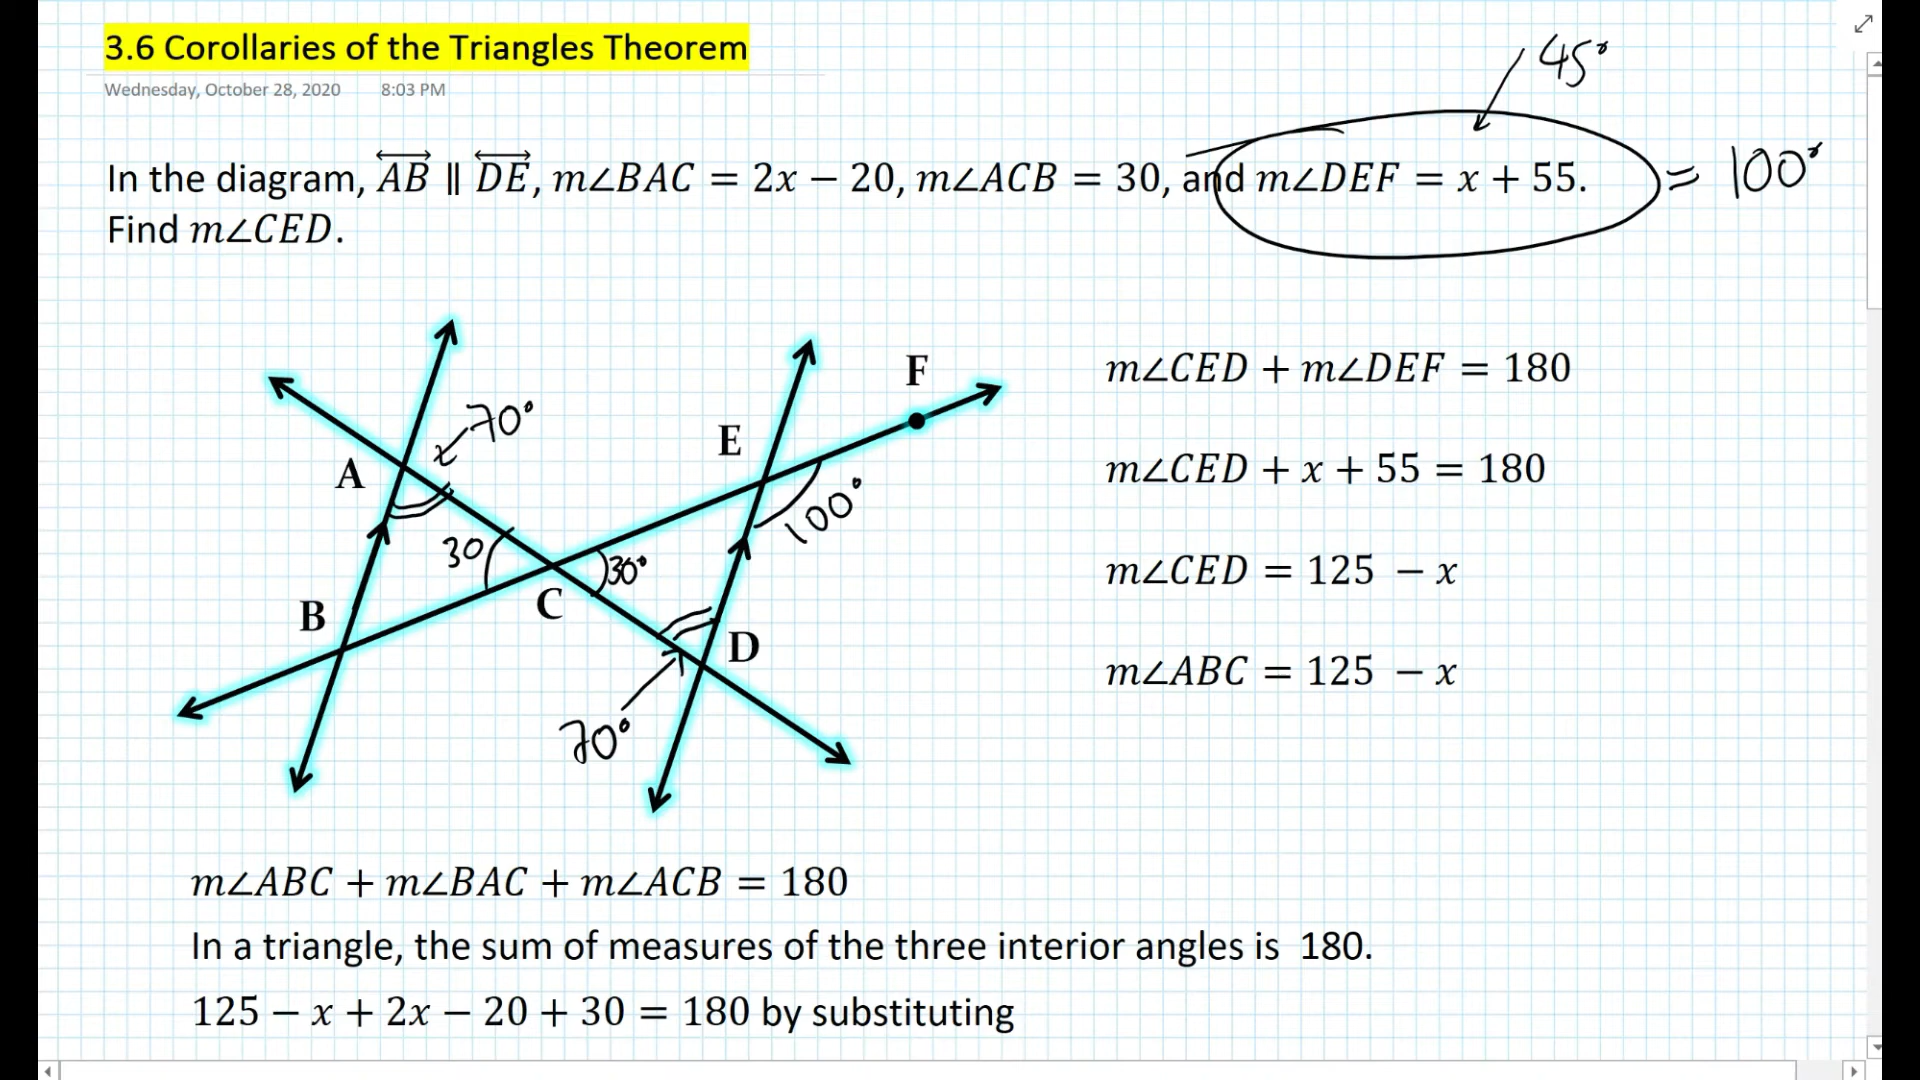 3.6 Corollaries of the Triangles Theorem
Wednesday, October 28, 2020 8:03 PM
45°
In the diagram, AB ∥ DE, m∠BAC = 2x − 20, m∠ACB = 30, and m∠DEF = x + 55. = 100°
Find m∠CED.
F
70°
E
A
100°
30
30°
C
B
D
70°
m∠CED + m∠DEF = 180
m∠CED + x + 55 = 180
m∠CED = 125 − x
m∠ABC = 125 − x
m∠ABC + m∠BAC + m∠ACB = 180
In a triangle, the sum of measures of the three interior angles is 180.
125 − x + 2x − 20 + 30 = 180 by substituting